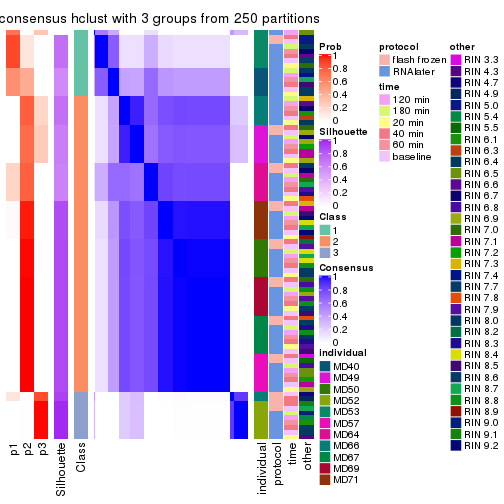 consensus hclust with 3 groups from 250 partitions
p1
p2
p3
Silhouette
Class
individual
protocol
time
other
Prob
1
0.8
0.6
0.4
0.2
0
Silhouette
1
0.8
0.6
0.4
0.2
0
Class
1
2
3
Consensus
1
0.8
0.6
0.4
0.2
0
individual
MD40
MD49
MD50
MD52
MD53
MD57
MD64
MD66
MD67
MD69
MD71
protocol
flash frozen
RNAlater
time
120 min
180 min
20 min
40 min
60 min
baseline
other
RIN 3.3
RIN 4.3
RIN 4.7
RIN 4.9
RIN 5.0
RIN 5.4
RIN 5.5
RIN 6.1
RIN 6.3
RIN 6.4
RIN 6.5
RIN 6.6
RIN 6.7
RIN 6.8
RIN 6.9
RIN 7.0
RIN 7.1
RIN 7.2
RIN 7.3
RIN 7.4
RIN 7.7
RIN 7.8
RIN 7.9
RIN 8.0
RIN 8.2
RIN 8.3
RIN 8.4
RIN 8.5
RIN 8.6
RIN 8.7
RIN 8.8
RIN 8.9
RIN 9.0
RIN 9.1
RIN 9.2